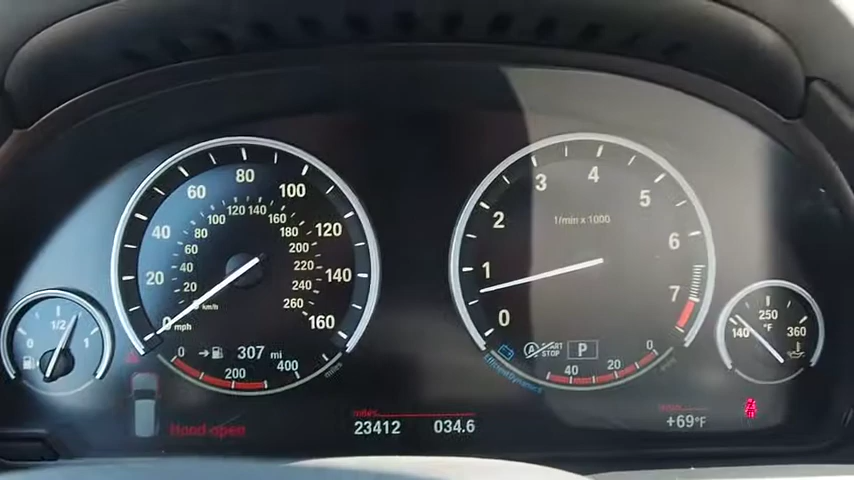 20 40 60 80 100 120 140 160
20 40 60 80 100 120 140 160 180 200 220 240 260
km/h
0 mph
0 1/2 1
307 mi
0 200 400 miles
0 1 2 3 4 5 6 7
1/min x 1000
A START STOP P
40 20 0
EfficientDynamics
140 250 °F 360
Hood open
miles
23412 034.6
+69°F